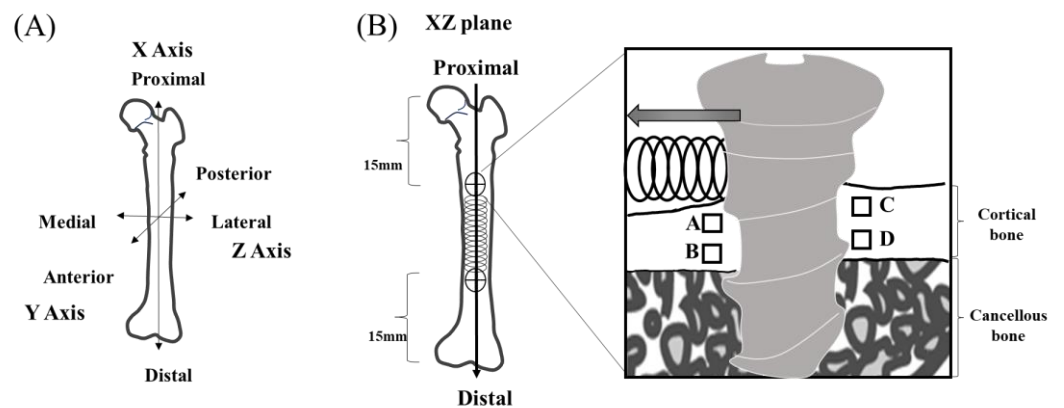 (A)
X Axis
Proximal
Posterior
Medial
Lateral
Z Axis
Anterior
Y Axis
Distal
(B)
XZ plane
Proximal
15mm
15mm
Distal
A
B
C
D
Cortical
bone
Cancellous
bone